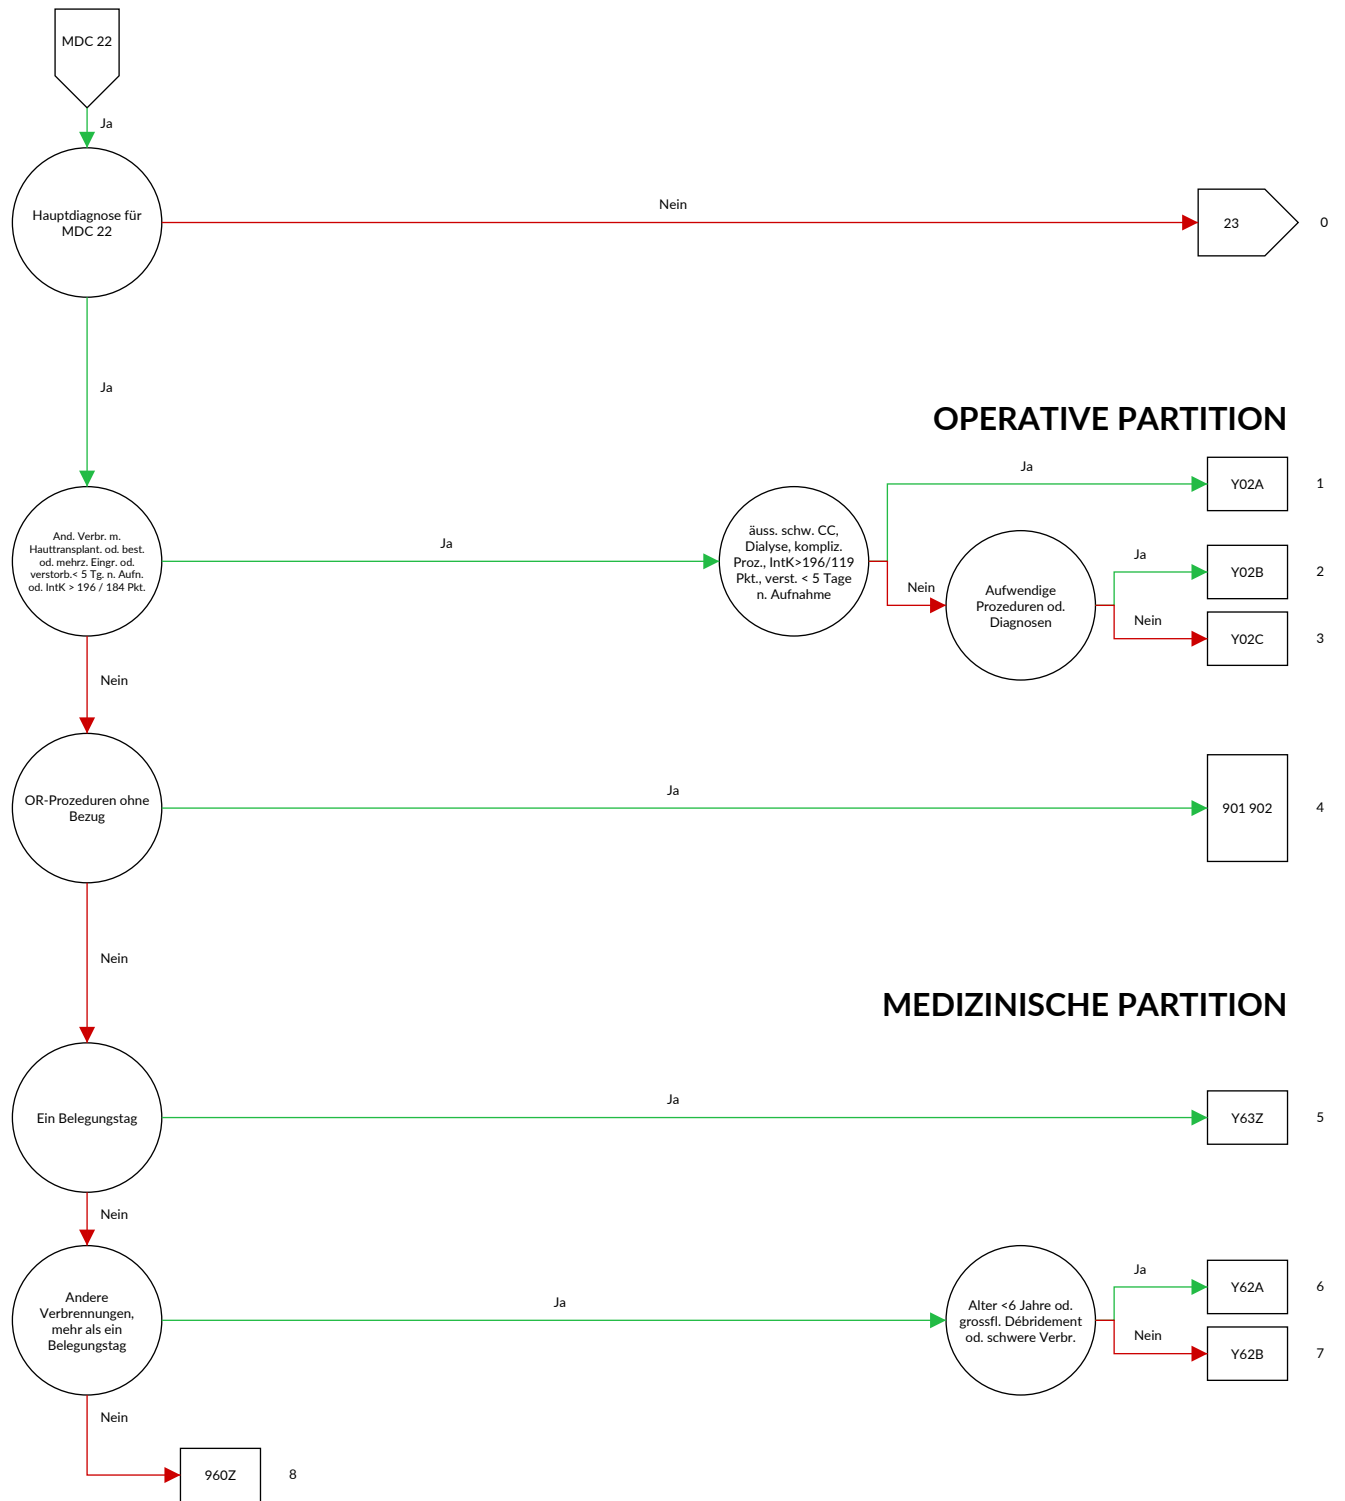 MDC 22
Ja
Hauptdiagnose für
MDC 22
Nein
23
0
Ja
OPERATIVE PARTITION
And. Verbr. m.
Hauttransplant. od. best.
od. mehrz. Eingr. od.
verstorb.< 5 Tg. n. Aufn.
od. IntK > 196 / 184 Pkt.
Ja
äuss. schw. CC,
Dialyse, kompliz.
Proz., IntK>196/119
Pkt., verst. < 5 Tage
n. Aufnahme
Ja
Y02A
1
Nein
Aufwendige
Prozeduren od.
Diagnosen
Ja
Y02B
2
Nein
Y02C
3
Nein
OR-Prozeduren ohne
Bezug
Ja
901 902
4
Nein
MEDIZINISCHE PARTITION
Ein Belegungstag
Ja
Y63Z
5
Nein
Andere
Verbrennungen,
mehr als ein
Belegungstag
Ja
Alter <6 Jahre od.
grossfl. Débridement
od. schwere Verbr.
Ja
Y62A
6
Nein
Y62B
7
Nein
960Z
8